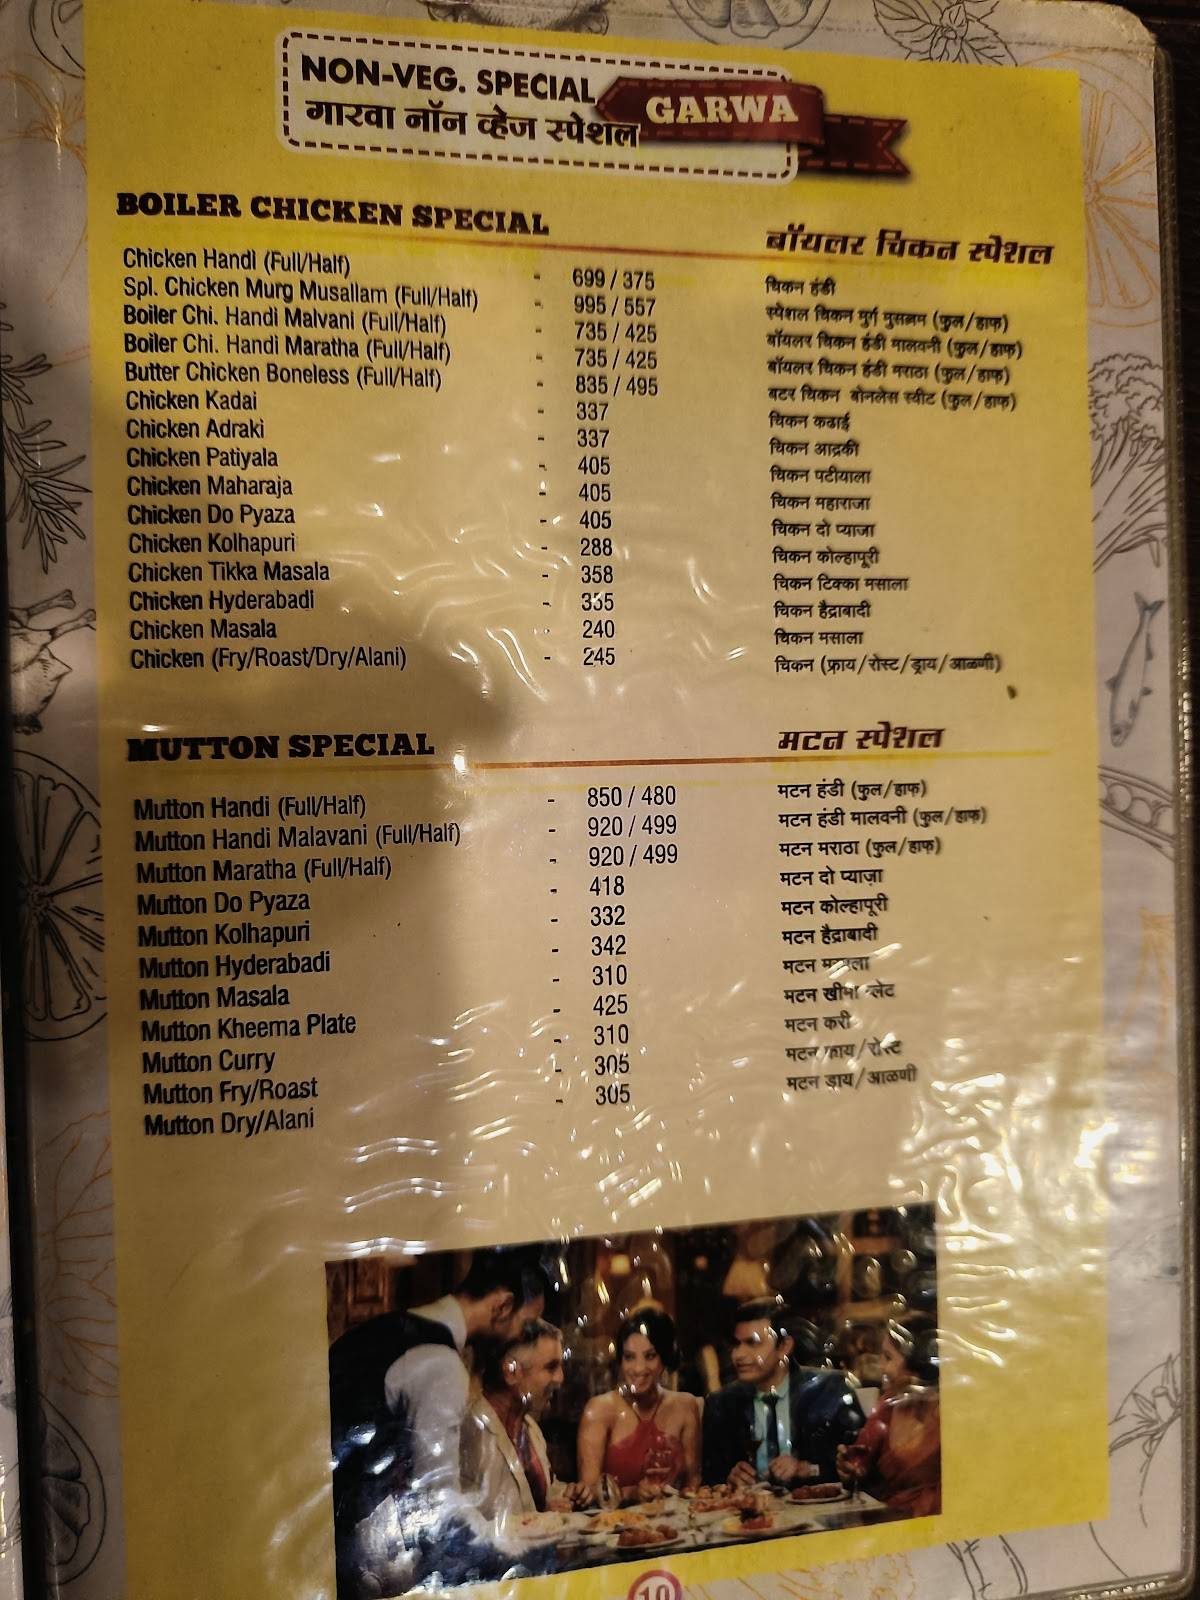 NON-VEG. SPECIAL
GARWA
गारवा नॉन व्हेज स्पेशल
BOILER CHICKEN SPECIAL बॉयलर चिकन स्पेशल
Chicken Handi (Full/Half) - 699 / 375 चिकन हंडी
Spl. Chicken Murg Musallam (Full/Half) - 995 / 557 स्पेशल चिकन मुर्ग मुसल्लम (फुल/हाफ)
Boiler Chi. Handi Malvani (Full/Half) - 735 / 425 बॉयलर चिकन हंडी मालवनी (फुल/हाफ)
Boiler Chi. Handi Maratha (Full/Half) - 735 / 425 बॉयलर चिकन हंडी मराठा (फुल/हाफ)
Butter Chicken Boneless (Full/Half) - 835 / 495 बटर चिकन बोनलेस स्वीट (फुल/हाफ)
Chicken Kadai - 337 चिकन कढाई
Chicken Adraki - 337 चिकन आद्रकी
Chicken Patiyala - 405 चिकन पटीयाला
Chicken Maharaja - 405 चिकन महाराजा
Chicken Do Pyaza - 405 चिकन दो प्याजा
Chicken Kolhapuri - 288 चिकन कोल्हापूरी
Chicken Tikka Masala - 358 चिकन टिक्का मसाला
Chicken Hyderabadi - 335 चिकन हैद्राबादी
Chicken Masala - 240 चिकन मसाला
Chicken (Fry/Roast/Dry/Alani) - 245 चिकन (फ्राय/रोस्ट/ड्राय/आळणी)
MUTTON SPECIAL मटन स्पेशल
Mutton Handi (Full/Half) - 850 / 480 मटन हंडी (फुल/हाफ)
Mutton Handi Malavani (Full/Half) - 920 / 499 मटन हंडी मालवनी (फुल/हाफ)
Mutton Maratha (Full/Half) - 920 / 499 मटन मराठा (फुल/हाफ)
Mutton Do Pyaza - 418 मटन दो प्याज़ा
Mutton Kolhapuri - 332 मटन कोल्हापूरी
Mutton Hyderabadi - 342 मटन हैद्राबादी
Mutton Masala - 310 मटन
Mutton Kheema Plate - 425 मटन खीमा
Mutton Curry - 310 मटन करी
Mutton Fry/Roast - 305 मटन
Mutton Dry/Alani - 305 मटन ड्राय/आळणी
10